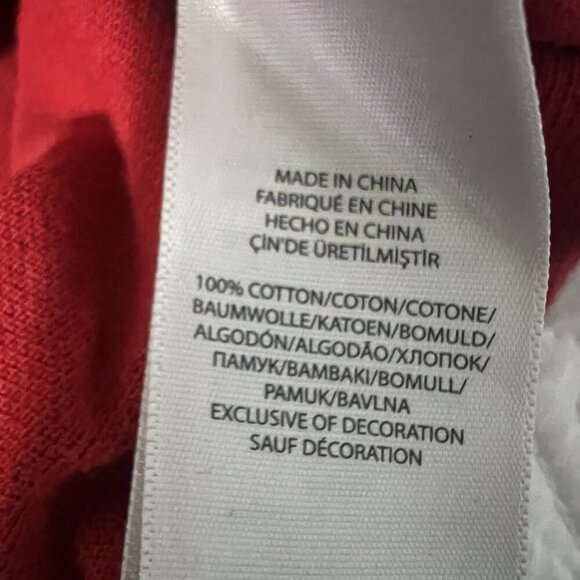 MADE IN CHINA
FABRIQUÉ EN CHINE
HECHO EN CHINA
ÇİN'DE ÜRETİLMİŞTİR
100% COTTON/COTON/COTONE/
BAUMWOLLE/KATOEN/BOMULD/
ALGODÓN/ALGODÃO/ХЛОПОК/
ПАМУК/BAMBAKI/BOMULL/
PAMUK/BAVLNA
EXCLUSIVE OF DECORATION
SAUF DÉCORATION